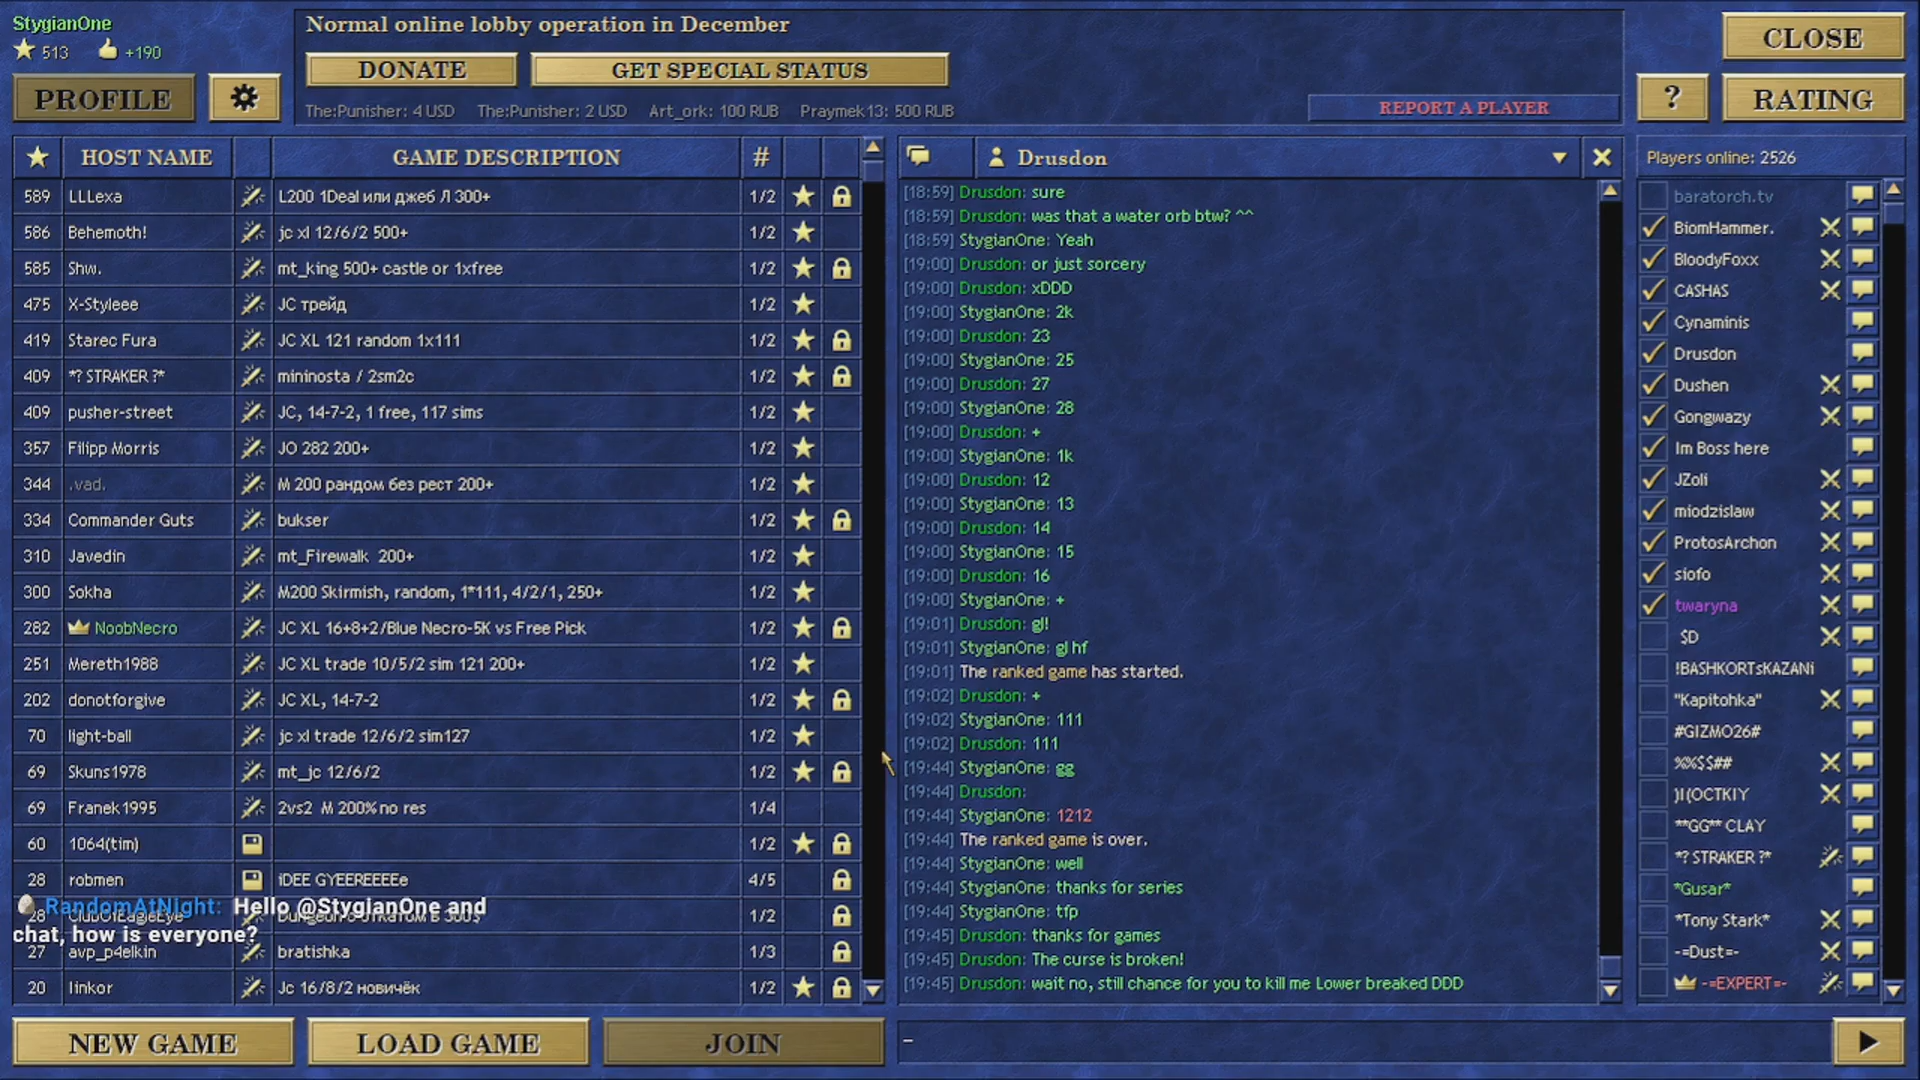 StygianOne
513 +190
PROFILE
Normal online lobby operation in December
DONATE
GET SPECIAL STATUS
The:Punisher: 4 USD The:Punisher: 2 USD Art_ork: 100 RUB Praymek13: 500 RUB
REPORT A PLAYER
CLOSE
?
RATING
HOST NAME GAME DESCRIPTION #
589 LLLexa L200 1Deal или джеб Л 300+ 1/2
586 Behemoth! jc xl 12/6/2 500+ 1/2
585 Shw. mt_king 500+ castle or 1xfree 1/2
475 X-Styleee JC трейд 1/2
419 Starec Fura JC XL 121 random 1x111 1/2
409 *? STRAKER ?* mininosta / 2sm2c 1/2
409 pusher-street JC, 14-7-2, 1 free, 117 sims 1/2
357 Filipp Morris JO 282 200+ 1/2
344 .vad. M 200 рандом без рест 200+ 1/2
334 Commander Guts bukser 1/2
310 Javedin mt_Firewalk 200+ 1/2
300 Sokha M200 Skirmish, random, 1*111, 4/2/1, 250+ 1/2
282 NoobNecro JC XL 16+8+2/Blue Necro-5K vs Free Pick 1/2
251 Mereth1988 JC XL trade 10/5/2 sim 121 200+ 1/2
202 donotforgive JC XL, 14-7-2 1/2
70 light-ball jc xl trade 12/6/2 sim127 1/2
69 Skuns1978 mt_jc 12/6/2 1/2
69 Franek1995 2vs2 M 200% no res 1/4
60 1064(tim) 1/2
28 robmen iDEE GYEEREEEEe 4/5
28 ClubOfEagleEye 1/2
RandomAtNight: Hello @StygianOne and
chat, how is everyone?
27 avp_p4elkin bratishka 1/3
20 linkor Jc 16/8/2 новичёк 1/2
NEW GAME
LOAD GAME
JOIN
Drusdon
[18:59] Drusdon: sure
[18:59] Drusdon: was that a water orb btw? ^^
[18:59] StygianOne: Yeah
[19:00] Drusdon: or just sorcery
[19:00] Drusdon: xDDD
[19:00] StygianOne: 2k
[19:00] Drusdon: 23
[19:00] StygianOne: 25
[19:00] Drusdon: 27
[19:00] StygianOne: 28
[19:00] Drusdon: +
[19:00] StygianOne: 1k
[19:00] Drusdon: 12
[19:00] StygianOne: 13
[19:00] Drusdon: 14
[19:00] StygianOne: 15
[19:00] Drusdon: 16
[19:00] StygianOne: +
[19:01] Drusdon: gl!
[19:01] StygianOne: gl hf
[19:01] The ranked game has started.
[19:02] Drusdon: +
[19:02] StygianOne: 111
[19:02] Drusdon: 111
[19:44] StygianOne: gg
[19:44] Drusdon:
[19:44] StygianOne: 1212
[19:44] The ranked game is over.
[19:44] StygianOne: well
[19:44] StygianOne: thanks for series
[19:44] StygianOne: tfp
[19:45] Drusdon: thanks for games
[19:45] Drusdon: The curse is broken!
[19:45] Drusdon: wait no, still chance for you to kill me Lower breaked DDD
Players online: 2526
baratorch.tv
BiomHammer.
BloodyFoxx
CASHAS
Cynaminis
Drusdon
Dushen
Gongwazy
Im Boss here
JZoli
miodzislaw
ProtosArchon
siofo
twaryna
$D
!BASHKORTsKAZANi
"Kapitohka"
#GIZMO26#
%%$$##
)I{OCTKIY
**GG** CLAY
*? STRAKER ?*
*Gusar*
*Tony Stark*
-=Dust=-
-=EXPERT=-